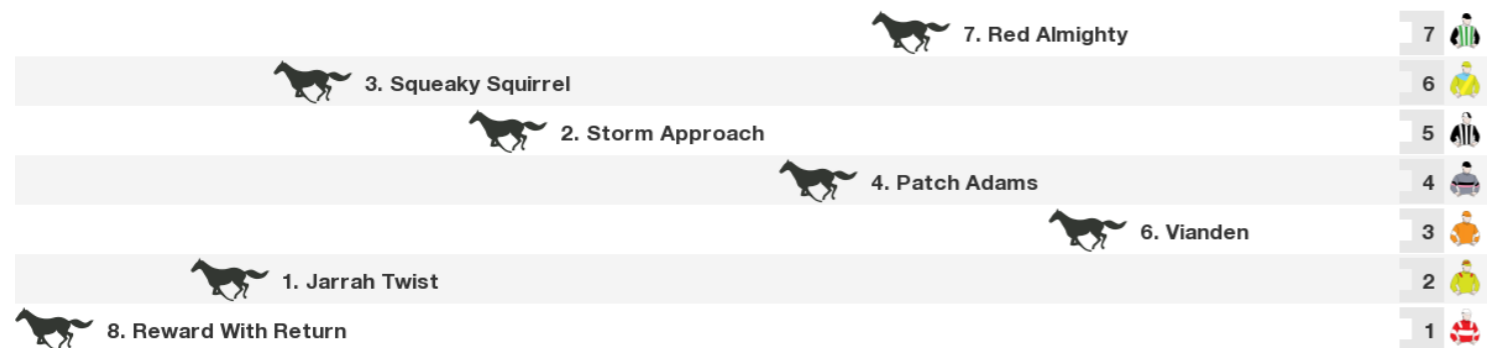 7. Red Almighty 7
3. Squeaky Squirrel 6
2. Storm Approach 5
4. Patch Adams 4
6. Vianden 3
1. Jarrah Twist 2
8. Reward With Return 1